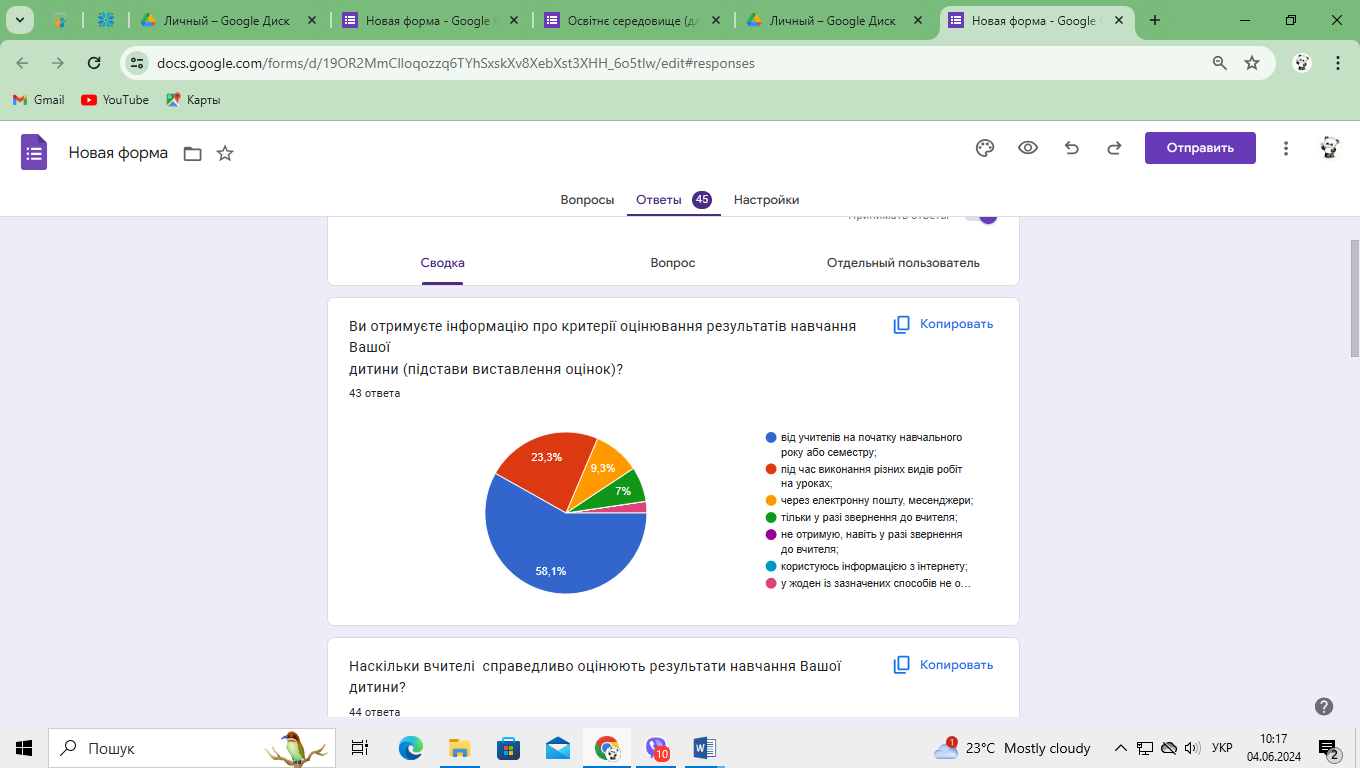 Личный – Google Диск
Новая форма - Google
Освітнє середовище
Личный – Google Диск
Новая форма - Google
docs.google.com/forms/d/19OR2MmClloqozzq6TYhSxskXv8XebXst3XHH_6o5tlw/edit#responses
Gmail
YouTube
Карты
Новая форма
Отправить
Вопросы
Ответы
45
Настройки
Принимать ответы
Сводка
Вопрос
Отдельный пользователь
Ви отримуєте інформацію про критерії оцінювання результатів навчання
Вашої
дитини (підстави виставлення оцінок)?
Копировать
43 ответа
23,3%
9,3%
7%
58,1%
від учителів на початку навчального
року або семестру;
під час виконання різних видів робіт
на уроках;
через електронну пошту, месенджери;
тільки у разі звернення до вчителя;
не отримую, навіть у разі звернення
до вчителя;
користуюсь інформацією з інтернету;
у жоден із зазначених способів не о…
Наскільки вчителі  справедливо оцінюють результати навчання Вашої
дитини?
Копировать
44 ответа
Пошук
10
1
23°C Mostly cloudy
УКР
10:17
04.06.2024
2